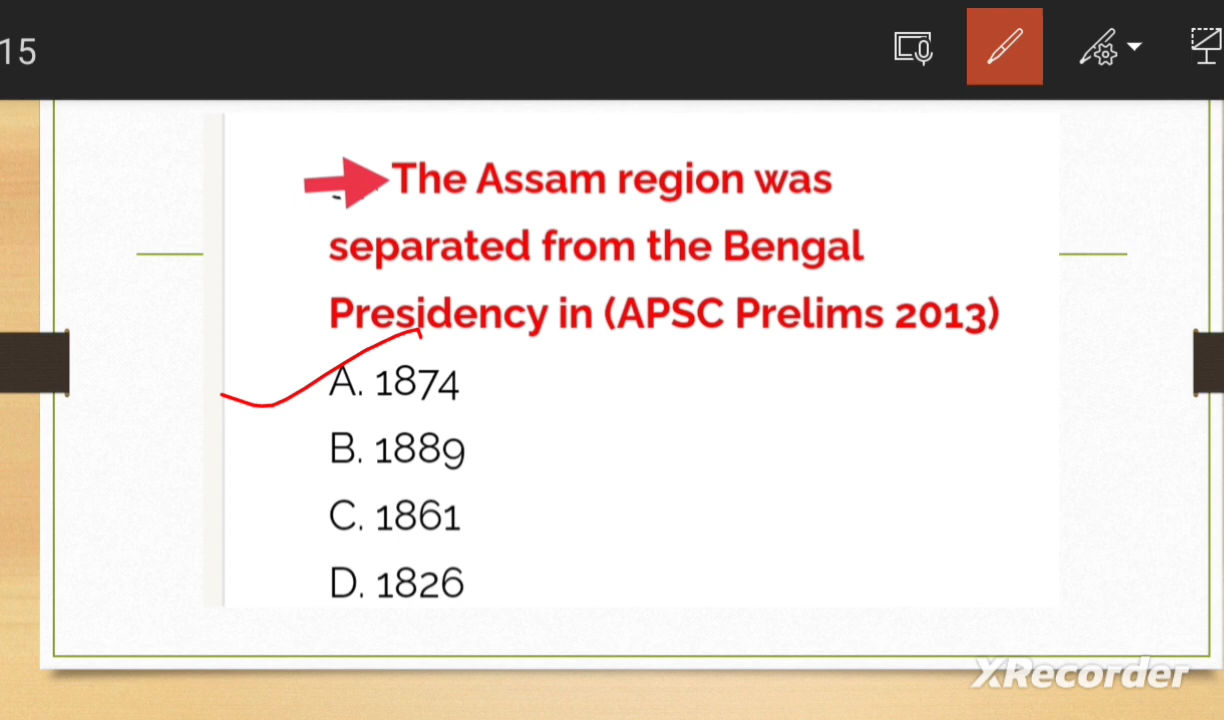 15
The Assam region was
separated from the Bengal
Presidency in (APSC Prelims 2013)
A. 1874
B. 1889
C. 1861
D. 1826
XRecorder